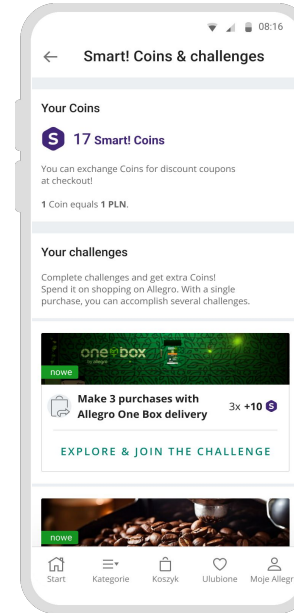 08:16
Smart! Coins & challenges
Your Coins
S 17 Smart! Coins
You can exchange Coins for discount coupons
at checkout!
1 Coin equals 1 PLN.
Your challenges
Complete challenges and get extra Coins!
Spend it on shopping on Allegro. With a single
purchase, you can accomplish several challenges.
one box
by allegro
nowe
Make 3 purchases with
Allegro One Box delivery
3x +10 S
EXPLORE & JOIN THE CHALLENGE
nowe
Start Kategorie Koszyk Ulubione Moje Allegr